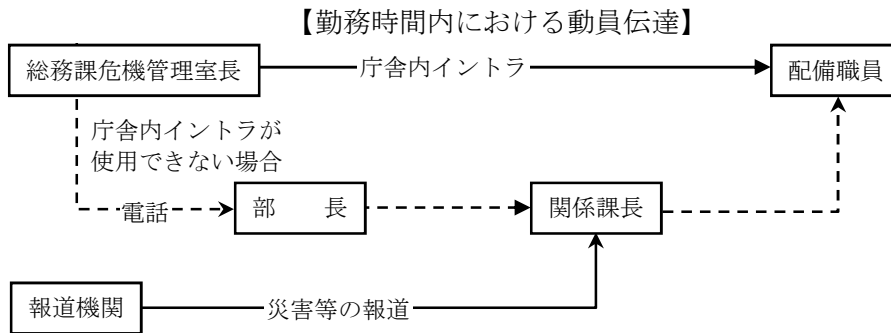 【勤務時間内における動員伝達】
総務課危機管理室長
庁舎内イントラ
配備職員
庁舎内イントラが
使用できない場合
電話
部　　長
関係課長
報道機関
災害等の報道